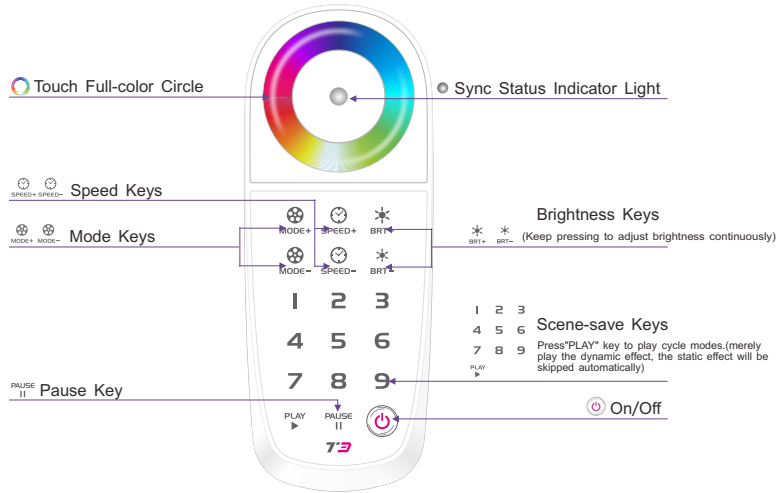 Touch Full-color Circle
Sync Status Indicator Light
SPEED+ SPEED- Speed Keys
MODE+ MODE- Mode Keys
MODE+ SPEED+ BRT+
MODE- SPEED- BRT-
Brightness Keys
BRT+ BRT- (Keep pressing to adjust brightness continuously)
1 2 3
4 5 6
7 8 9
PLAY PAUSE
T3
1 2 3
4 5 6
7 8 9
PLAY
Scene-save Keys
Press"PLAY" key to play cycle modes.(merely
play the dynamic effect, the static effect will be
skipped automatically)
PAUSE Pause Key
On/Off